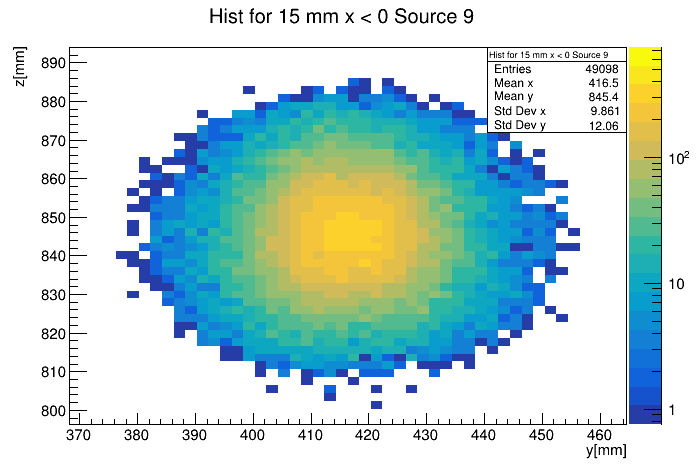 Hist for 15 mm x < 0 Source 9
z[mm]
Hist for 15 mm x < 0 Source 9
Entries 49098
Mean x 416.5
Mean y 845.4
Std Dev x 9.861
Std Dev y 12.06
890
880
870
860
850
840
830
820
810
800
10²
10
1
370 380 390 400 410 420 430 440 450 460
y[mm]